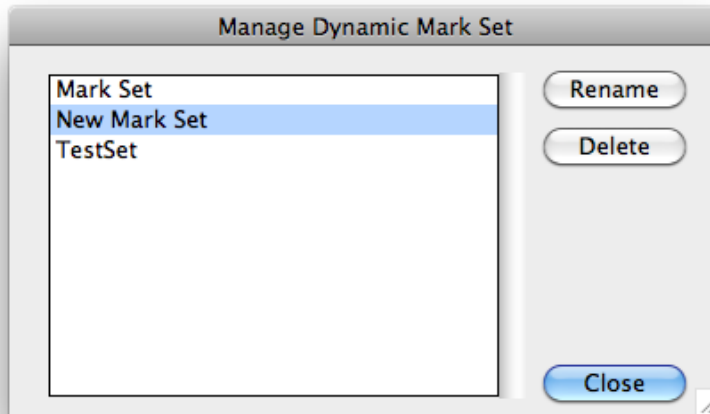 Manage Dynamic Mark Set
Mark Set
New Mark Set
TestSet
Rename
Delete
Close